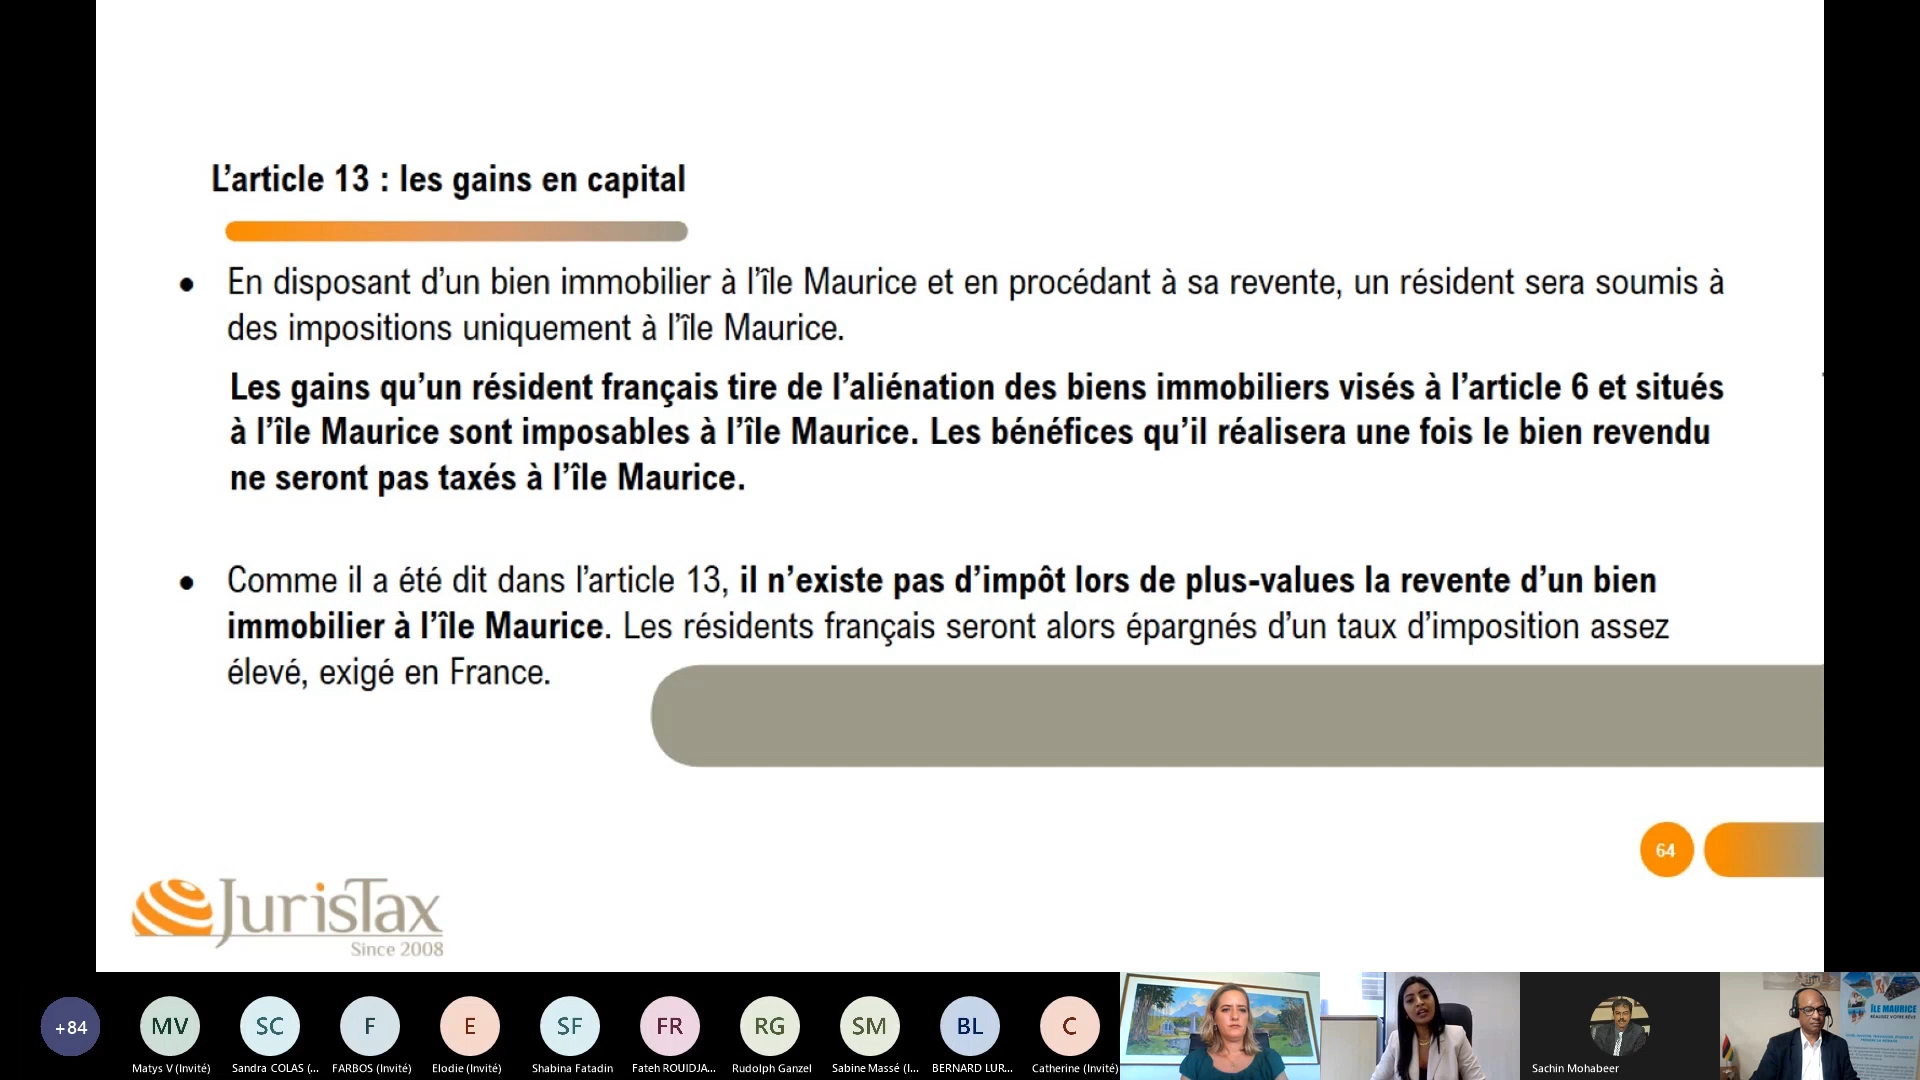 L’article 13 : les gains en capital
● En disposant d’un bien immobilier à l’île Maurice et en procédant à sa revente, un résident sera soumis à
des impositions uniquement à l’île Maurice.
Les gains qu’un résident français tire de l’aliénation des biens immobiliers visés à l’article 6 et situés
à l’île Maurice sont imposables à l’île Maurice. Les bénéfices qu’il réalisera une fois le bien revendu
ne seront pas taxés à l’île Maurice.
● Comme il a été dit dans l’article 13, il n’existe pas d’impôt lors de plus-values la revente d’un bien
immobilier à l’île Maurice. Les résidents français seront alors épargnés d’un taux d’imposition assez
élevé, exigé en France.
64
JurisTax
Since 2008
+84
MV
SC
F
E
SF
FR
RG
SM
BL
C
ÎLE MAURICE
Matys V (Invité)
Sandra COLAS (...
FARBOS (Invité)
Elodie (Invité)
Shabina Fatadin
Fateh ROUIDJA...
Rudolph Ganzel
Sabine Massé (I...
BERNARD LUR...
Catherine (Invité)
Sachin Mohabeer